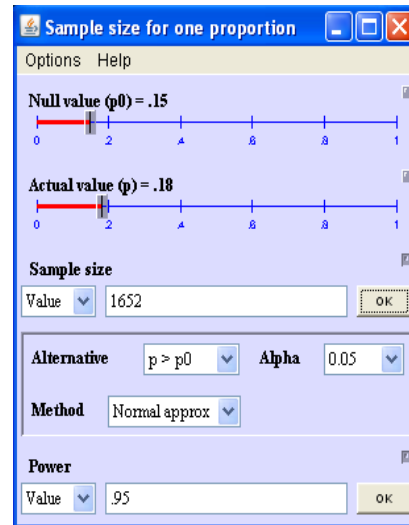 Sample size for one proportion
Options Help
Null value (p0) = .15
0 .2 .4 .6 .8 1
Actual value (p) = .18
0 .2 .4 .6 .8 1
Sample size
Value 1652 OK
Alternative p > p0 Alpha 0.05
Method Normal approx
Power
Value .95 OK